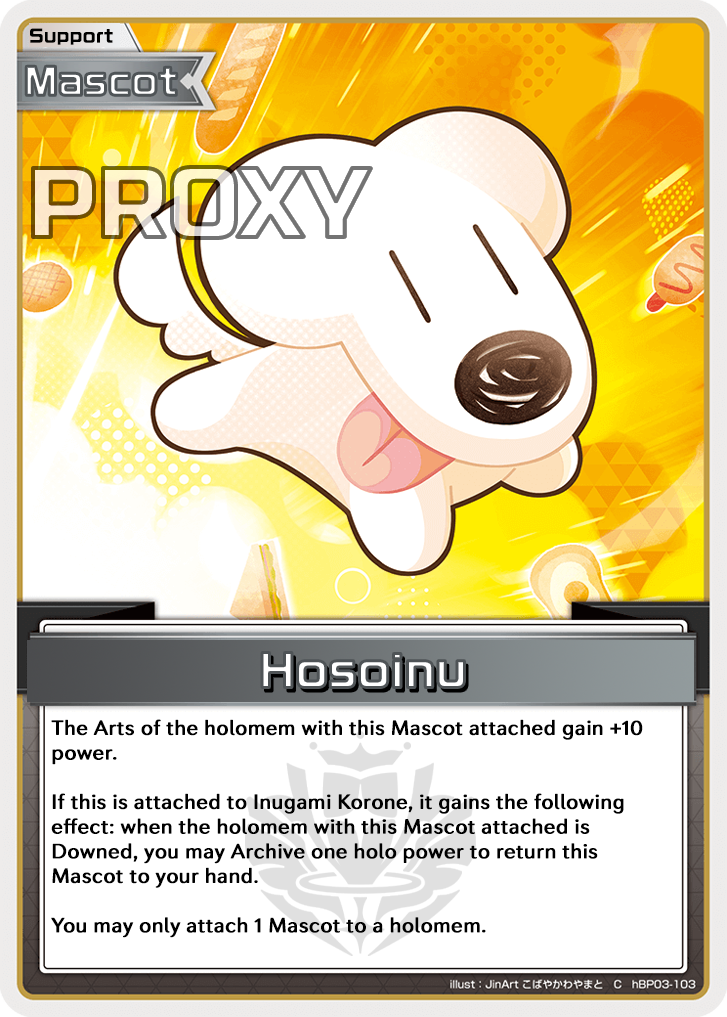 Support
Mascot
PROXY
Hosoinu
The Arts of the holomem with this Mascot attached gain +10
power.
If this is attached to Inugami Korone, it gains the following
effect: when the holomem with this Mascot attached is
Downed, you may Archive one holo power to return this
Mascot to your hand.
You may only attach 1 Mascot to a holomem.
illust : JinArt こばやかわやまと C hBP03-103